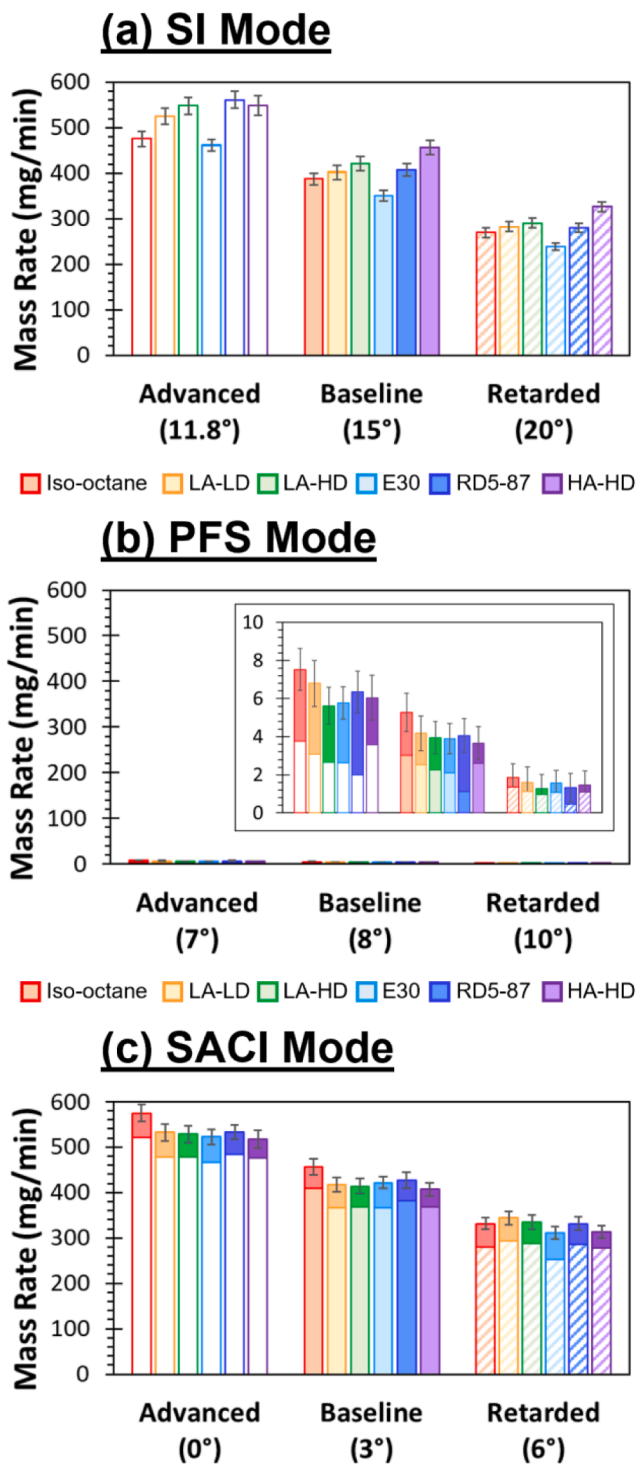 (a) SI Mode
Mass Rate (mg/min)
600
500
400
300
200
100
0
Advanced Baseline Retarded
(11.8°) (15°) (20°)
Iso-octane LA-LD LA-HD E30 RD5-87 HA-HD
(b) PFS Mode
Mass Rate (mg/min)
600
500
400
300
200
100
0
10
8
6
4
2
0
Advanced Baseline Retarded
(7°) (8°) (10°)
Iso-octane LA-LD LA-HD E30 RD5-87 HA-HD
(c) SACI Mode
Mass Rate (mg/min)
600
500
400
300
200
100
0
Advanced Baseline Retarded
(0°) (3°) (6°)